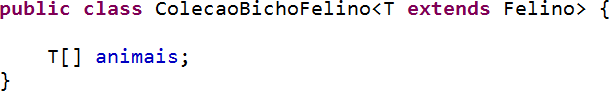 public class ColecaoBichoFelino<T extends Felino> {
T[] animais;
}